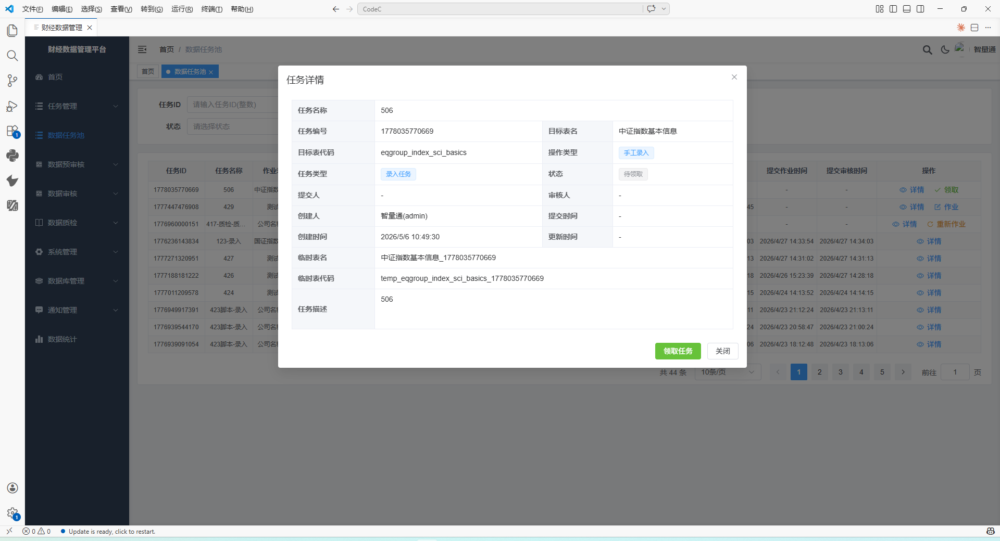 文件(F) 编辑(E) 选择(S) 查看(V) 转到(G) 运行(R) 终端(T) 帮助(H) CodeC
财经数据管理
财经数据管理平台 首页 / 数据任务池 智量通
首页 数据任务池
首页
任务管理
数据任务池
数据预审核
数据审核
数据质检
系统管理
数据库管理
通知管理
数据统计
任务ID 请输入任务ID(整数)
状态 请选择状态
任务ID 任务名称 提交作业时间 提交审核时间 操作
1778035770669 506 中证指数 - - 详情 领取
1777447476908 429 测试 45 - - 详情 作业
1776960000151 417-质检-质... 公司名 - - 详情 重新作业
1776236143834 123-录入 国证指数 03 2026/4/27 14:33:54 2026/4/27 14:34:03 详情
1777271320951 427 测试 13 2026/4/27 14:31:02 2026/4/27 14:31:13 详情
1777188181222 426 测试 18 2026/4/26 15:23:39 2026/4/27 14:28:18 详情
1777011209578 424 测试 15 2026/4/24 14:13:52 2026/4/24 14:14:15 详情
1776949917391 423脚本-录入 公司名 11 2026/4/23 21:12:24 2026/4/23 21:13:11 详情
1776939544170 423脚本-录入 公司名 24 2026/4/23 20:58:47 2026/4/23 21:00:24 详情
1776939091054 423脚本-录入 公司名 06 2026/4/23 18:12:48 2026/4/23 18:13:06 详情
共 44 条 10条/页 1 2 3 4 5 前往 1 页
任务详情
任务名称 506
任务编号 1778035770669 目标表名 中证指数基本信息
目标表代码 eqgroup_index_sci_basics 操作类型 手工录入
任务类型 录入任务 状态 待领取
提交人 - 审核人 -
创建人 智量通(admin) 提交时间 -
创建时间 2026/5/6 10:49:30 更新时间 -
临时表名 中证指数基本信息_1778035770669
临时表代码 temp_eqgroup_index_sci_basics_1778035770669
任务描述 506
领取任务 关闭
1
1
0 0 Update is ready, click to restart.